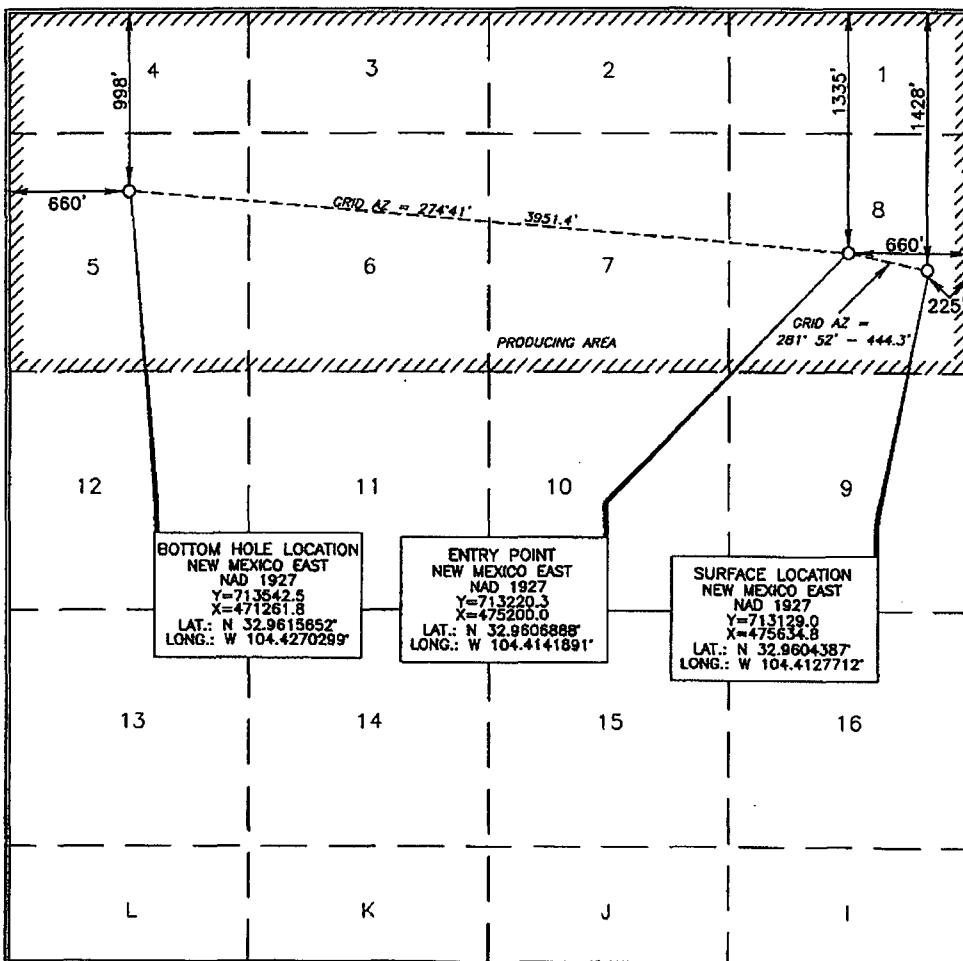 4
3
2
1
998'
1335'
1428'
660'
GRID AZ = 274°41'
3951.4'
8
660'
5
6
7
225'
GRID AZ =
281° 52' - 444.3'
PRODUCING AREA
12
11
10
9
BOTTOM HOLE LOCATION
NEW MEXICO EAST
NAD 1927
Y=713542.5
X=471261.8
LAT.: N 32.9615652°
LONG.: W 104.4270299°
ENTRY POINT
NEW MEXICO EAST
NAD 1927
Y=713220.3
X=475200.0
LAT.: N 32.9606888°
LONG.: W 104.4141891°
SURFACE LOCATION
NEW MEXICO EAST
NAD 1927
Y=713129.0
X=475634.8
LAT.: N 32.9604387°
LONG.: W 104.4127712°
13
14
15
16
L
K
J
I